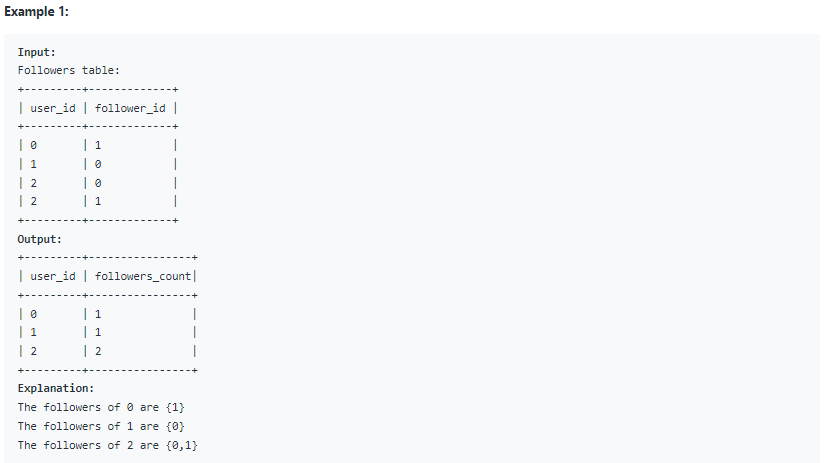 Example 1:
Input:
Followers table:
+---------+-------------+
| user_id | follower_id |
+---------+-------------+
| 0       | 1           |
| 1       | 0           |
| 2       | 0           |
| 2       | 1           |
+---------+-------------+
Output:
+---------+----------------+
| user_id | followers_count|
+---------+----------------+
| 0       | 1              |
| 1       | 1              |
| 2       | 2              |
+---------+----------------+
Explanation:
The followers of 0 are {1}
The followers of 1 are {0}
The followers of 2 are {0,1}